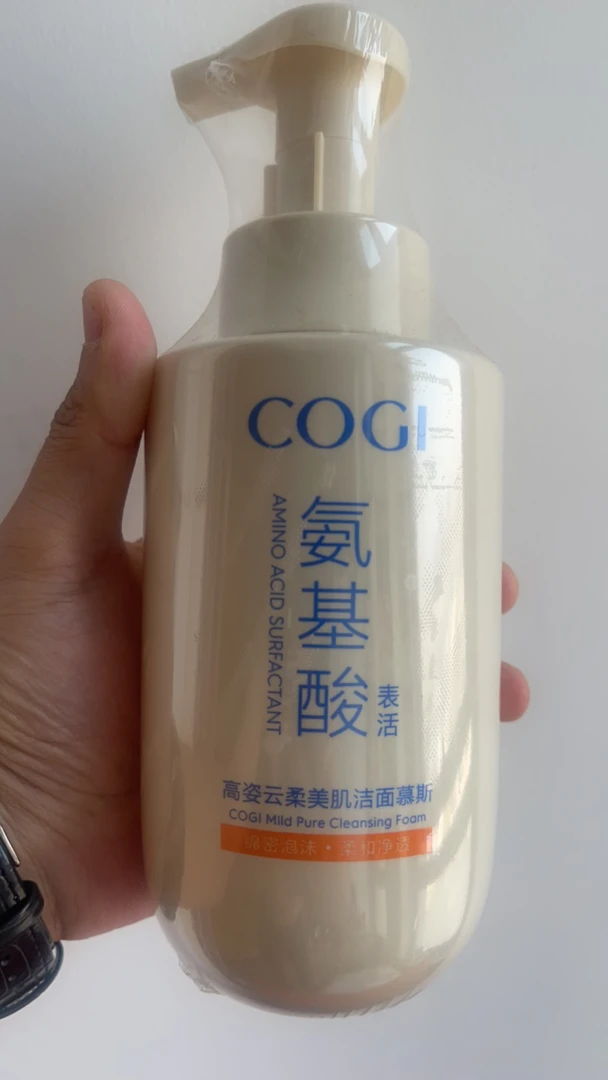 COGI
AMINO ACID SURFACTANT
氨基酸
表活
高姿云柔美肌洁面慕斯
COGI Mild Pure Cleansing Foam
绵密泡沫·柔和净透